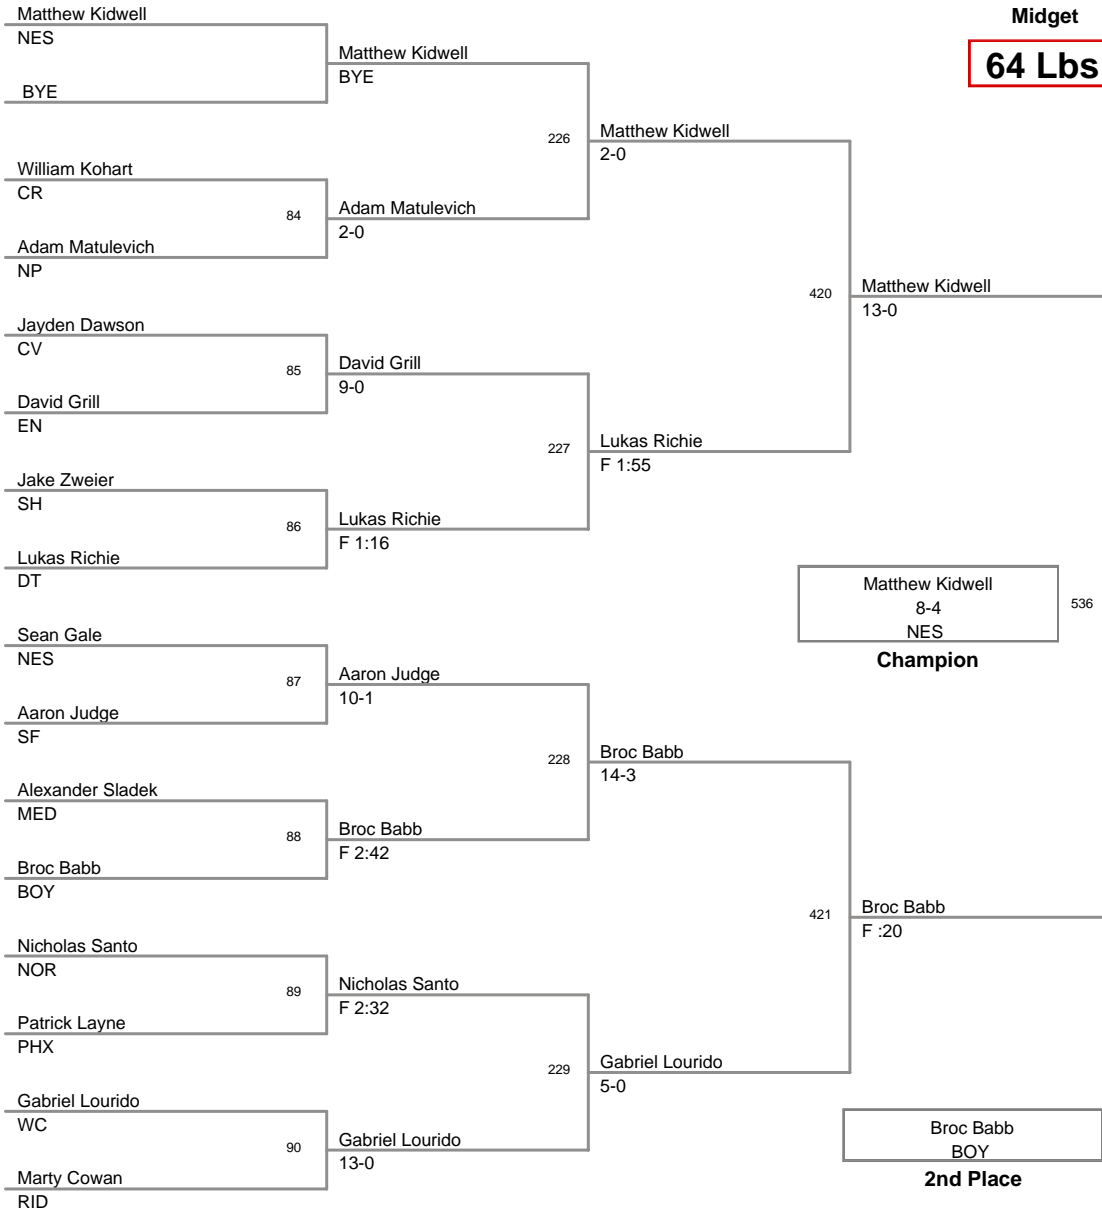 Midget
64 Lbs
Matthew Kidwell
NES
BYE
William Kohart
CR
Adam Matulevich
NP
Jayden Dawson
CV
David Grill
EN
Jake Zweier
SH
Lukas Richie
DT
Sean Gale
NES
Aaron Judge
SF
Alexander Sladek
MED
Broc Babb
BOY
Nicholas Santo
NOR
Patrick Layne
PHX
Gabriel Lourido
WC
Marty Cowan
RID
Matthew Kidwell
BYE
84
Adam Matulevich
2-0
85
David Grill
9-0
86
Lukas Richie
F 1:16
87
Aaron Judge
10-1
88
Broc Babb
F 2:42
89
Nicholas Santo
F 2:32
90
Gabriel Lourido
13-0
226
Matthew Kidwell
2-0
227
Lukas Richie
F 1:55
228
Broc Babb
14-3
229
Gabriel Lourido
5-0
420
Matthew Kidwell
13-0
421
Broc Babb
F :20
Matthew Kidwell
8-4
NES
536
Champion
Broc Babb
BOY
2nd Place